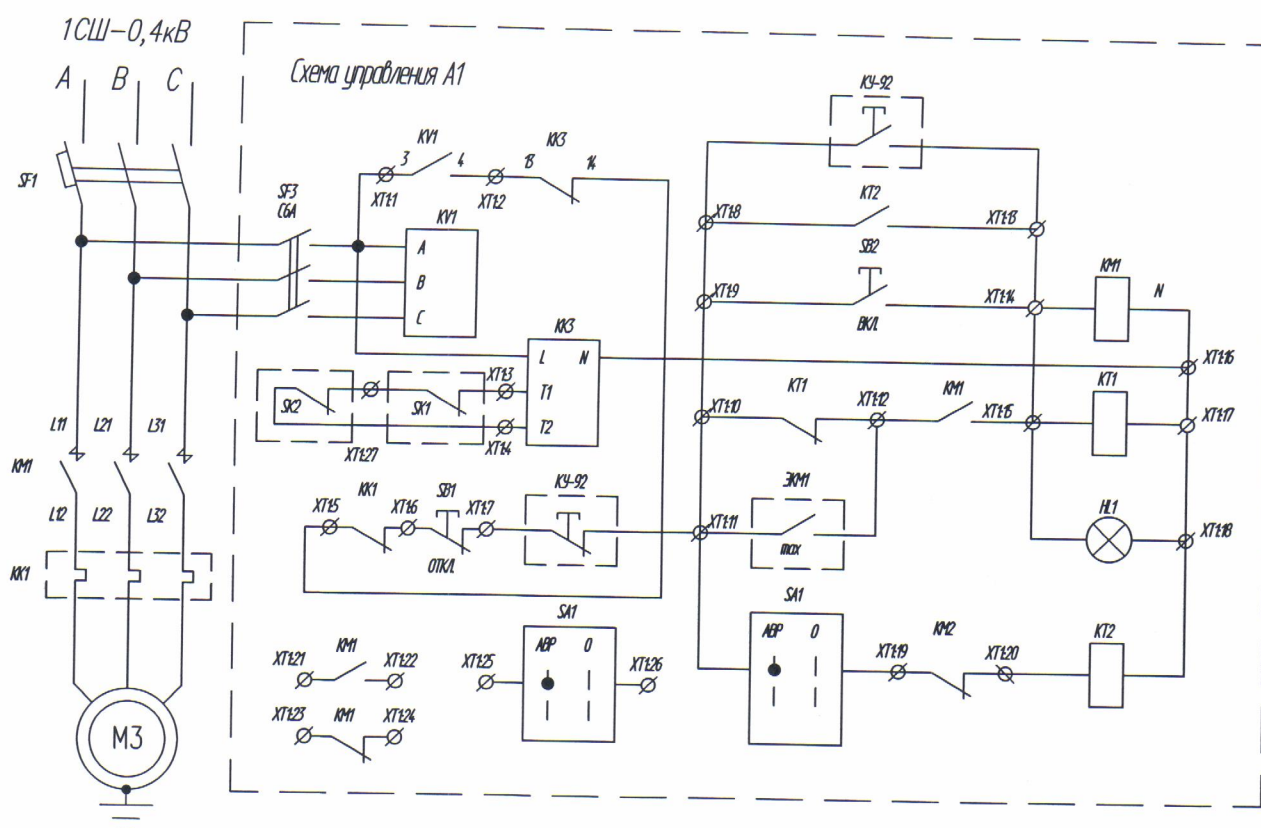 1СШ-0,4кВ
A B C
Схема управления А1
КУ-92
KV1 KK3
3 4 13 14
SF1
XT1:1 XT1:2
SF3
C6A
KT2
XT1:8 XT1:13
KV1
A
B
C
SB2
KM1 N
XT1:9 XT1:14
ВКЛ.
KK3
L N
T1
T2
XT1:16
XT1:3
SK2 SK1
XT1:4
XT1:27
KT1 XT1:12 KM1 KT1
XT1:10 XT1:15 XT1:17
L11 L21 L31
KM1
L12 L22 L32
KK1 SB1 КУ-92
XT1:5 XT1:6 XT1:7
ОТКЛ.
ЭКМ1
XT1:11
max
HL1
XT1:18
KK1
SA1
АВР О
SA1
АВР О
KM2 KT2
XT1:19 XT1:20
XT1:21 KM1 XT1:22 XT1:25 XT1:26
XT1:23 KM1 XT1:24
М3